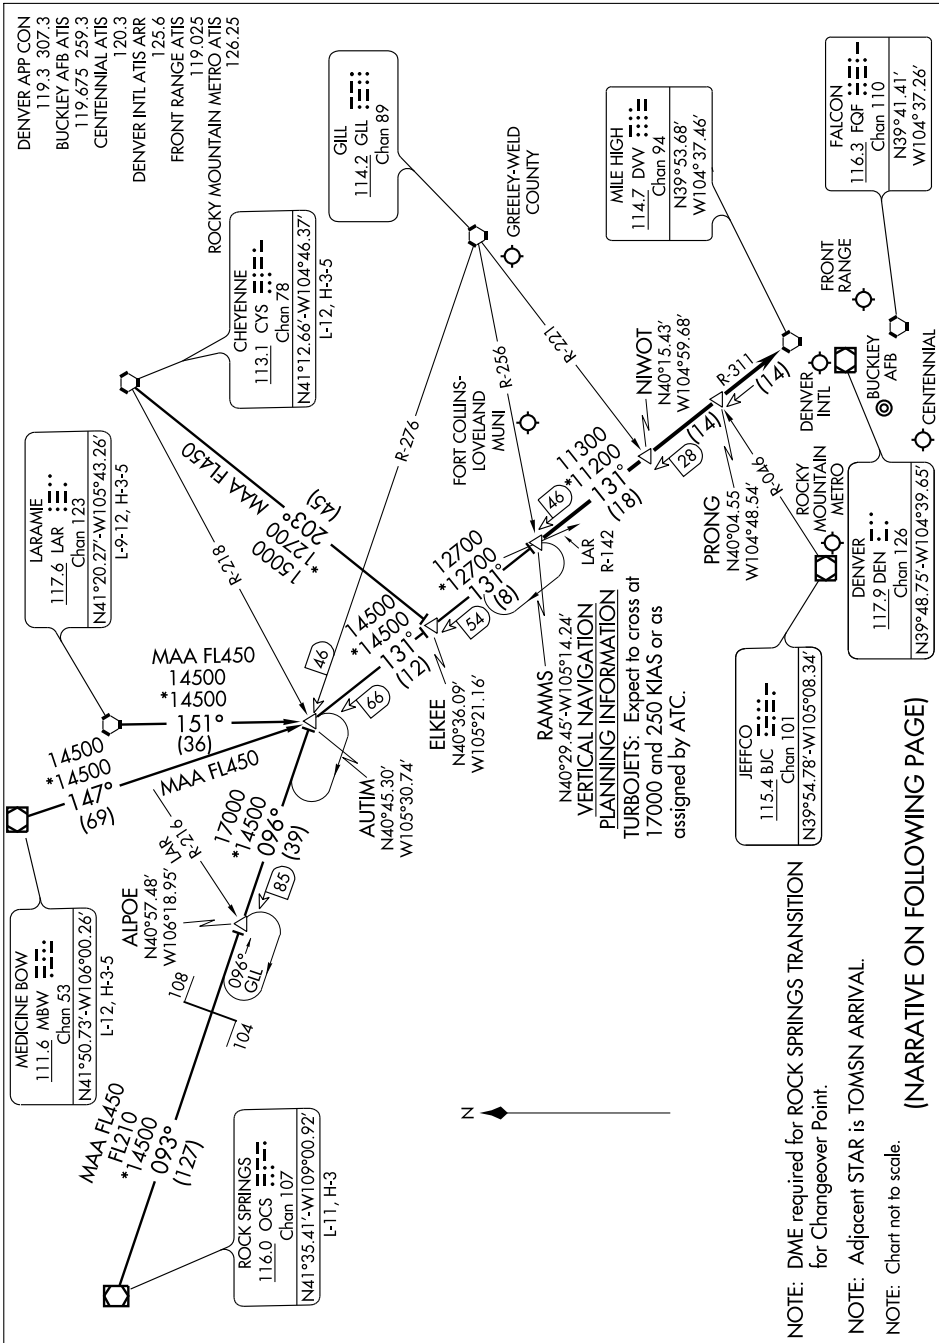 DENVER APP CON
119.3 307.3
BUCKLEY AFB ATIS
119.675 259.3
CENTENNIAL ATIS
120.3
DENVER INTL ATIS ARR
125.6
FRONT RANGE ATIS
119.025
ROCKY MOUNTAIN METRO ATIS
126.25
MEDICINE BOW
111.6 MBW
Chan 53
N41°50.73'-W106°00.26'
L-12, H-3-5
LARAMIE
117.6 LAR
Chan 123
N41°20.27'-W105°43.26'
L-9-12, H-3-5
CHEYENNE
113.1 CYS
Chan 78
N41°12.66'-W104°46.37'
L-12, H-3-5
GILL
114.2 GLL
Chan 89
ROCK SPRINGS
116.0 OCS
Chan 107
N41°35.41'-W109°00.92'
L-11, H-3
MAA FL450
FL210
*14500
093°
(127)
108
104
ALPOE
N40°57.48'
W106°18.95'
LAR
R-216
096°
GLL
85
17000
*14500
096°
(39)
14500
*14500
147°
(69)
MAA FL450
MAA FL450
14500
*14500
151°
(36)
R-218
AUTIM
N40°45.30'
W105°30.74'
46
66
R-276
14500
*14500
131°
(12)
MAA FL450
15000
*12700
203°
(45)
ELKEE
N40°36.09'
W105°21.16'
54
12700
*12700
131°
(8)
R-256
FORT COLLINS-
LOVELAND
MUNI
GREELEY-WELD
COUNTY
RAMMS
N40°29.45'-W105°14.24'
LAR
R-142
46
11300
*11200
131°
(18)
R-221
NIWOT
N40°15.43'
W104°59.68'
28
(14)
PRONG
N40°04.55
W104°48.54'
R-046
R-311
(14)
MILE HIGH
114.7 DVV
Chan 94
N39°53.68'
W104°37.46'
VERTICAL NAVIGATION
PLANNING INFORMATION
TURBOJETS: Expect to cross at
17000 and 250 KIAS or as
assigned by ATC.
JEFFCO
115.4 BJC
Chan 101
N39°54.78'-W105°08.34'
ROCKY
MOUNTAIN
METRO
DENVER
INTL
DENVER
117.9 DEN
Chan 126
N39°48.75'-W104°39.65'
FRONT
RANGE
BUCKLEY
AFB
CENTENNIAL
FALCON
116.3 FQF
Chan 110
N39°41.41'
W104°37.26'
N
NOTE: DME required for ROCK SPRINGS TRANSITION
for Changeover Point.
NOTE: Adjacent STAR is TOMSN ARRIVAL.
NOTE: Chart not to scale.
(NARRATIVE ON FOLLOWING PAGE)